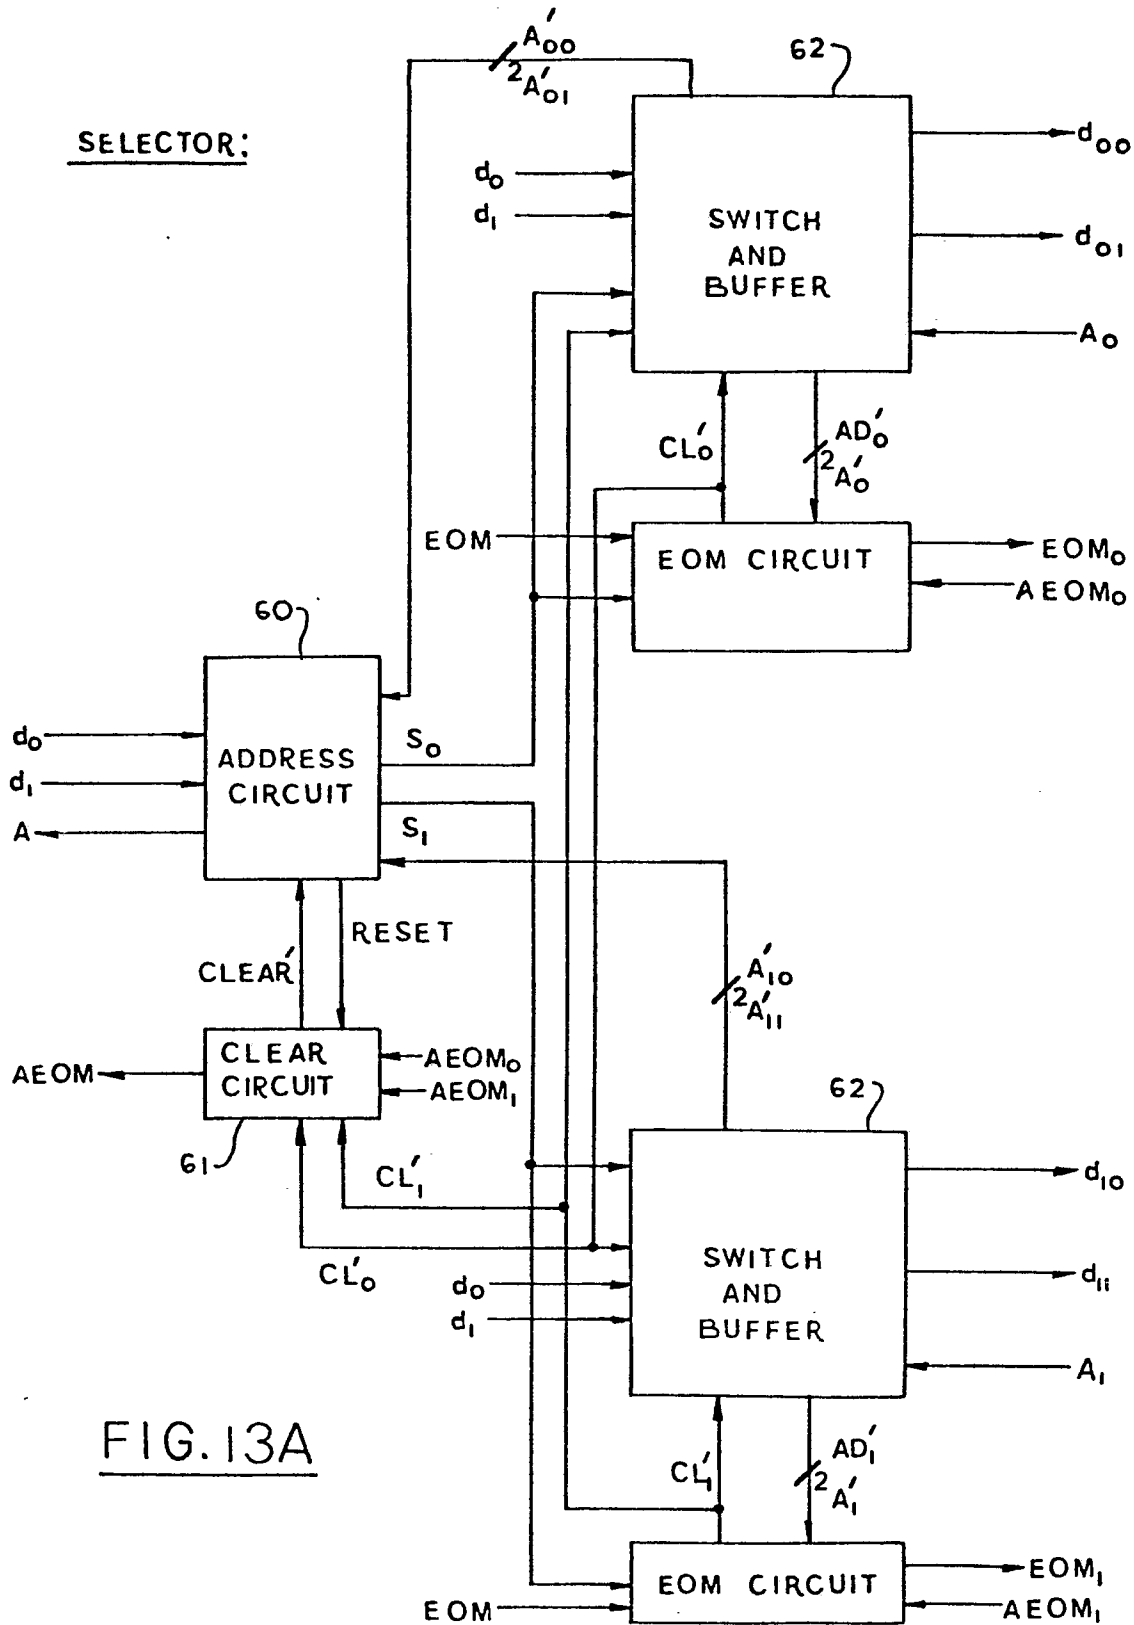 A'₀₀
2 A'₀₁
62
SELECTOR:
d₀
d₁
SWITCH
AND
BUFFER
d₀₀
d₀₁
A₀
CL'₀
AD'₀
2 A'₀
EOM
EOM CIRCUIT
EOM₀
AEOM₀
60
d₀
d₁
A
ADDRESS
CIRCUIT
S₀
S₁
RESET
CLEAR'
A'₁₀
2 A'₁₁
AEOM
CLEAR
CIRCUIT
AEOM₀
AEOM₁
61
62
CL'₁
CL'₀
d₀
d₁
SWITCH
AND
BUFFER
d₁₀
d₁₁
A₁
FIG. 13A
CL'₁
AD'₁
2 A'₁
EOM
EOM CIRCUIT
EOM₁
AEOM₁